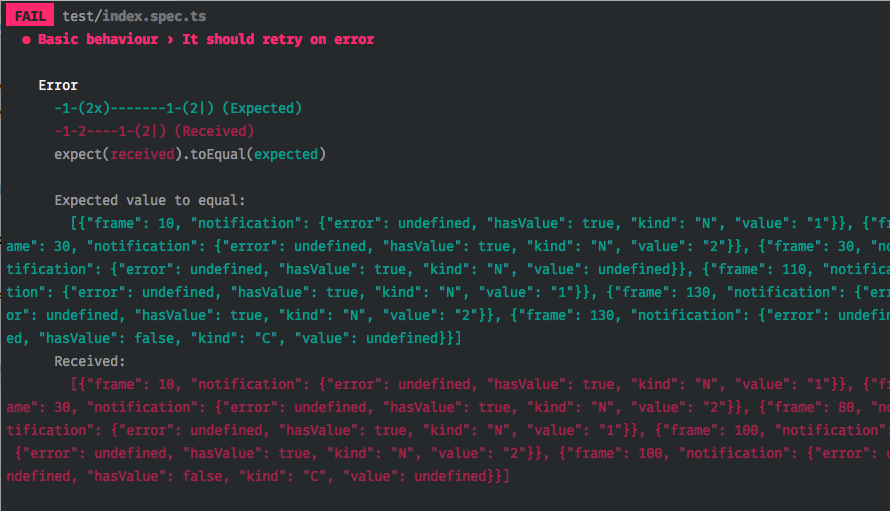 FAIL test/index.spec.ts
● Basic behaviour › It should retry on error
Error
-1-(2x)-------1-(2|) (Expected)
-1-2----1-(2|) (Received)
expect(received).toEqual(expected)
Expected value to equal:
[{"frame": 10, "notification": {"error": undefined, "hasValue": true, "kind": "N", "value": "1"}}, {"fr
ame": 30, "notification": {"error": undefined, "hasValue": true, "kind": "N", "value": "2"}}, {"frame": 30, "no
tification": {"error": undefined, "hasValue": true, "kind": "N", "value": undefined}}, {"frame": 110, "notifica
tion": {"error": undefined, "hasValue": true, "kind": "N", "value": "1"}}, {"frame": 130, "notification": {"err
or": undefined, "hasValue": true, "kind": "N", "value": "2"}}, {"frame": 130, "notification": {"error": undefin
ed, "hasValue": false, "kind": "C", "value": undefined}}]
Received:
[{"frame": 10, "notification": {"error": undefined, "hasValue": true, "kind": "N", "value": "1"}}, {"fr
ame": 30, "notification": {"error": undefined, "hasValue": true, "kind": "N", "value": "2"}}, {"frame": 80, "no
tification": {"error": undefined, "hasValue": true, "kind": "N", "value": "1"}}, {"frame": 100, "notification":
{"error": undefined, "hasValue": true, "kind": "N", "value": "2"}}, {"frame": 100, "notification": {"error": u
ndefined, "hasValue": false, "kind": "C", "value": undefined}}]